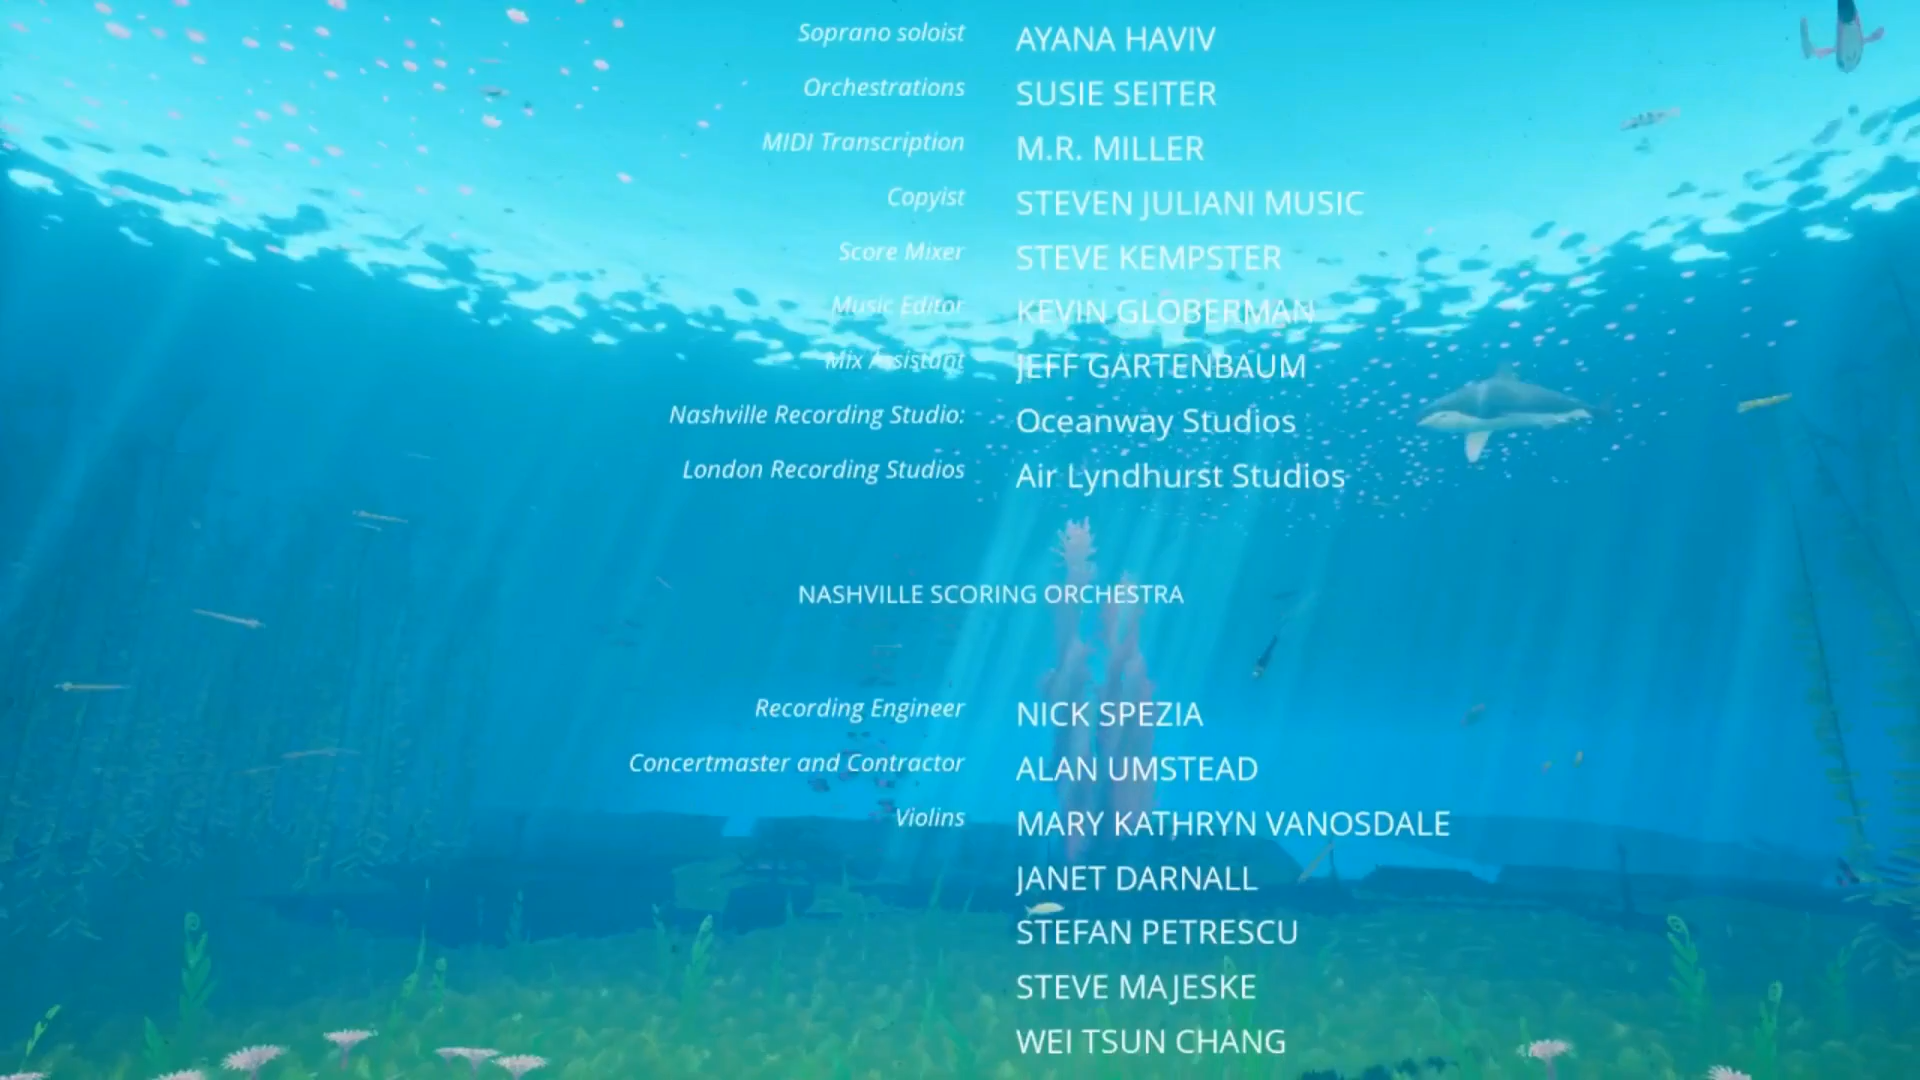 Soprano soloist AYANA HAVIV
Orchestrations SUSIE SEITER
MIDI Transcription M.R. MILLER
Copyist STEVEN JULIANI MUSIC
Score Mixer STEVE KEMPSTER
Music Editor KEVIN GLOBERMAN
Mix Assistant JEFF GARTENBAUM
Nashville Recording Studio: Oceanway Studios
London Recording Studios Air Lyndhurst Studios
NASHVILLE SCORING ORCHESTRA
Recording Engineer NICK SPEZIA
Concertmaster and Contractor ALAN UMSTEAD
Violins MARY KATHRYN VANOSDALE
JANET DARNALL
STEFAN PETRESCU
STEVE MAJESKE
WEI TSUN CHANG